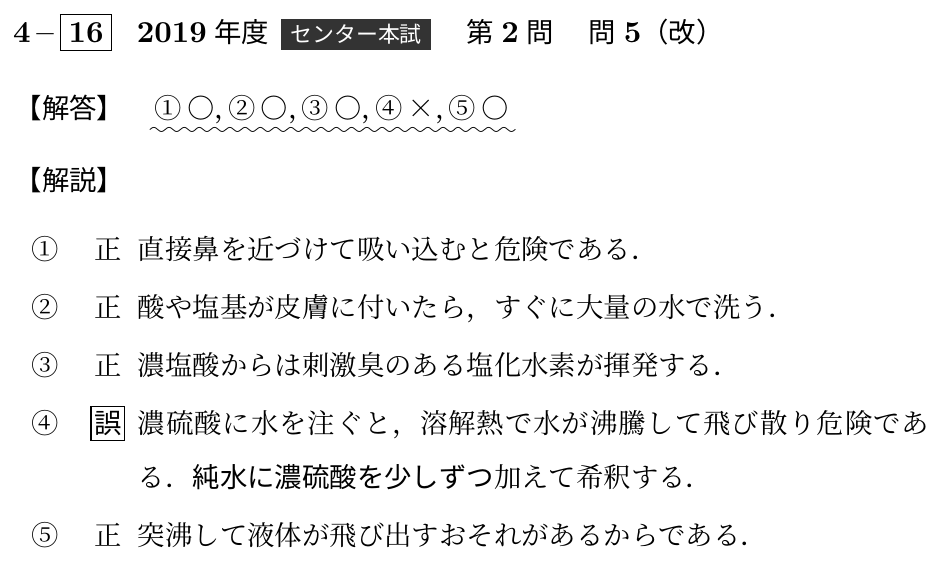 4－16 2019 年度 センター本試 第 2 問 問 5（改）
【解答】 ① ○, ② ○, ③ ○, ④ ×, ⑤ ○
【解説】
① 正 直接鼻を近づけて吸い込むと危険である．
② 正 酸や塩基が皮膚に付いたら，すぐに大量の水で洗う．
③ 正 濃塩酸からは刺激臭のある塩化水素が揮発する．
④ 誤 濃硫酸に水を注ぐと，溶解熱で水が沸騰して飛び散り危険であ
る．純水に濃硫酸を少しずつ加えて希釈する．
⑤ 正 突沸して液体が飛び出すおそれがあるからである．